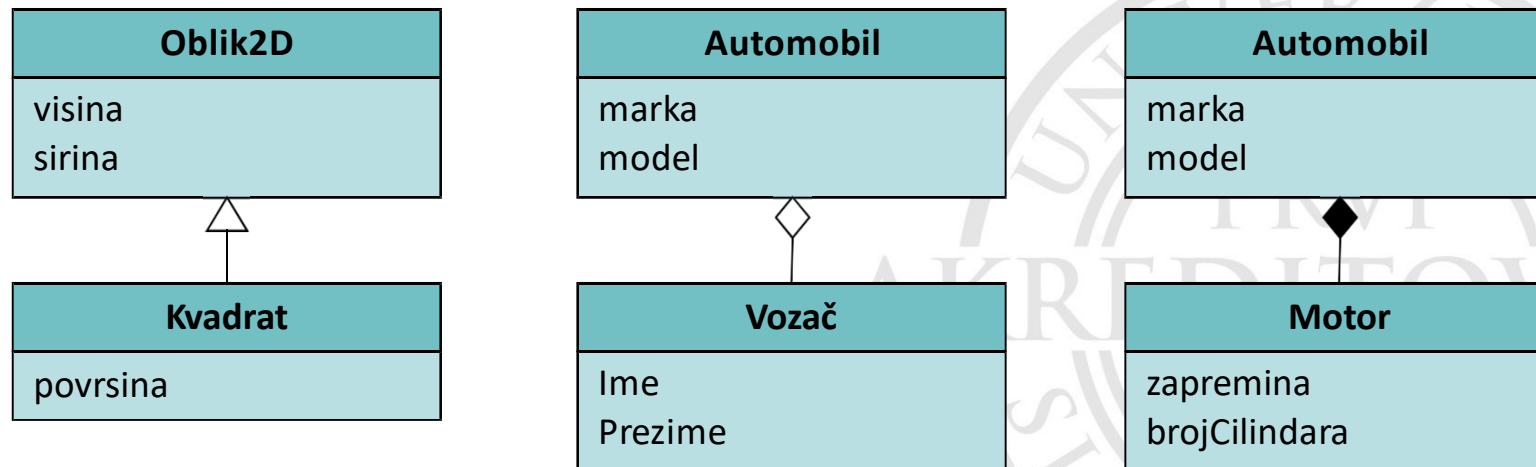 Oblik2D
visina
sirina
Kvadrat
povrsina
Automobil
marka
model
Vozač
Ime
Prezime
Automobil
marka
model
Motor
zapremina
brojCilindara